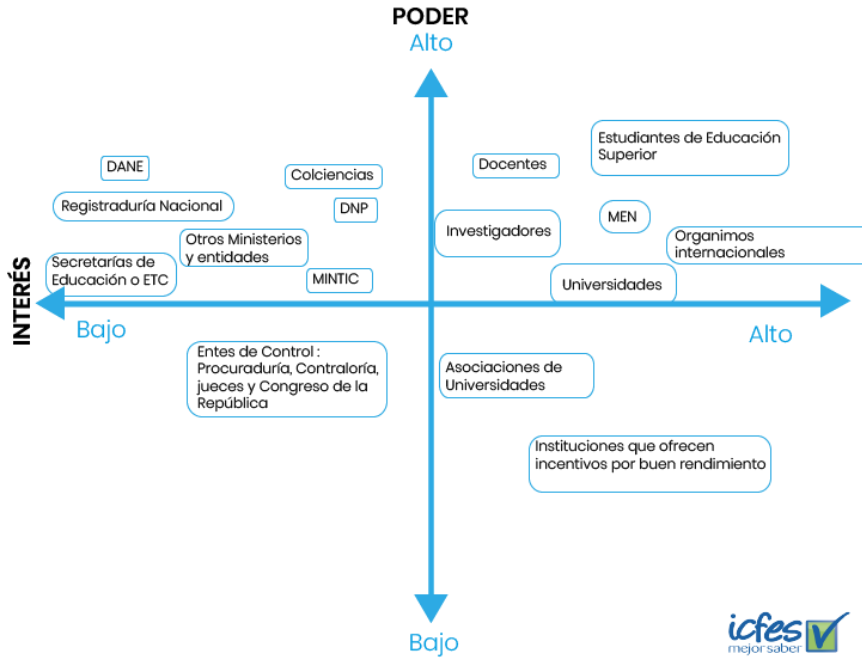 PODER
Alto
DANE
Colciencias
Docentes
Estudiantes de Educación
Superior
Registraduría Nacional
DNP
MEN
Investigadores
Otros Ministerios
y entidades
Organimos
internacionales
Secretarías de
Educación o ETC
MINTIC
Universidades
INTERÉS
Bajo
Alto
Entes de Control :
Procuraduría, Contraloría,
jueces y Congreso de la
República
Asociaciones de
Universidades
Instituciones que ofrecen
incentivos por buen rendimiento
Bajo
icfes
mejor saber